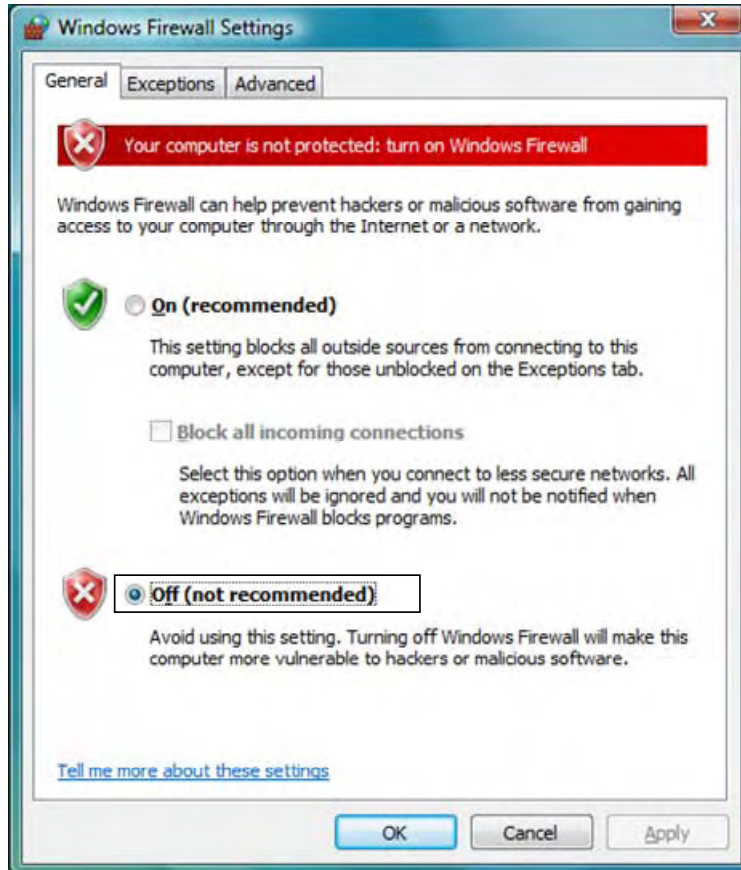 Windows Firewall Settings
General Exceptions Advanced
Your computer is not protected: turn on Windows Firewall
Windows Firewall can help prevent hackers or malicious software from gaining
access to your computer through the Internet or a network.
On (recommended)
This setting blocks all outside sources from connecting to this
computer, except for those unblocked on the Exceptions tab.
Block all incoming connections
Select this option when you connect to less secure networks. All
exceptions will be ignored and you will not be notified when
Windows Firewall blocks programs.
Off (not recommended)
Avoid using this setting. Turning off Windows Firewall will make this
computer more vulnerable to hackers or malicious software.
Tell me more about these settings
OK Cancel Apply